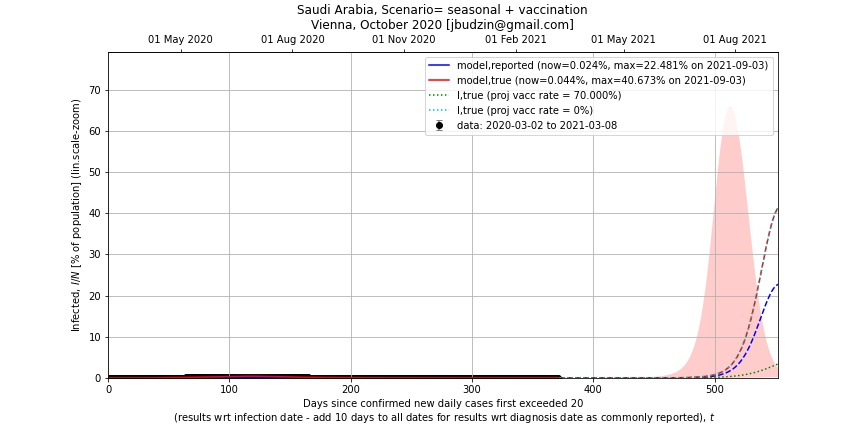 Saudi Arabia, Scenario= seasonal + vaccination
Vienna, October 2020 [jbudzin@gmail.com]
01 May 2020 01 Aug 2020 01 Nov 2020 01 Feb 2021 01 May 2021 01 Aug 2021
model,reported (now=0.024%, max=22.481% on 2021-09-03)
model,true (now=0.044%, max=40.673% on 2021-09-03)
I,true (proj vacc rate = 70.000%)
I,true (proj vacc rate = 0%)
data: 2020-03-02 to 2021-03-08
Infected, I/N [% of population] (lin.scale-zoom)
70
60
50
40
30
20
10
0
0 100 200 300 400 500
Days since confirmed new daily cases first exceeded 20
(results wrt infection date - add 10 days to all dates for results wrt diagnosis date as commonly reported), t